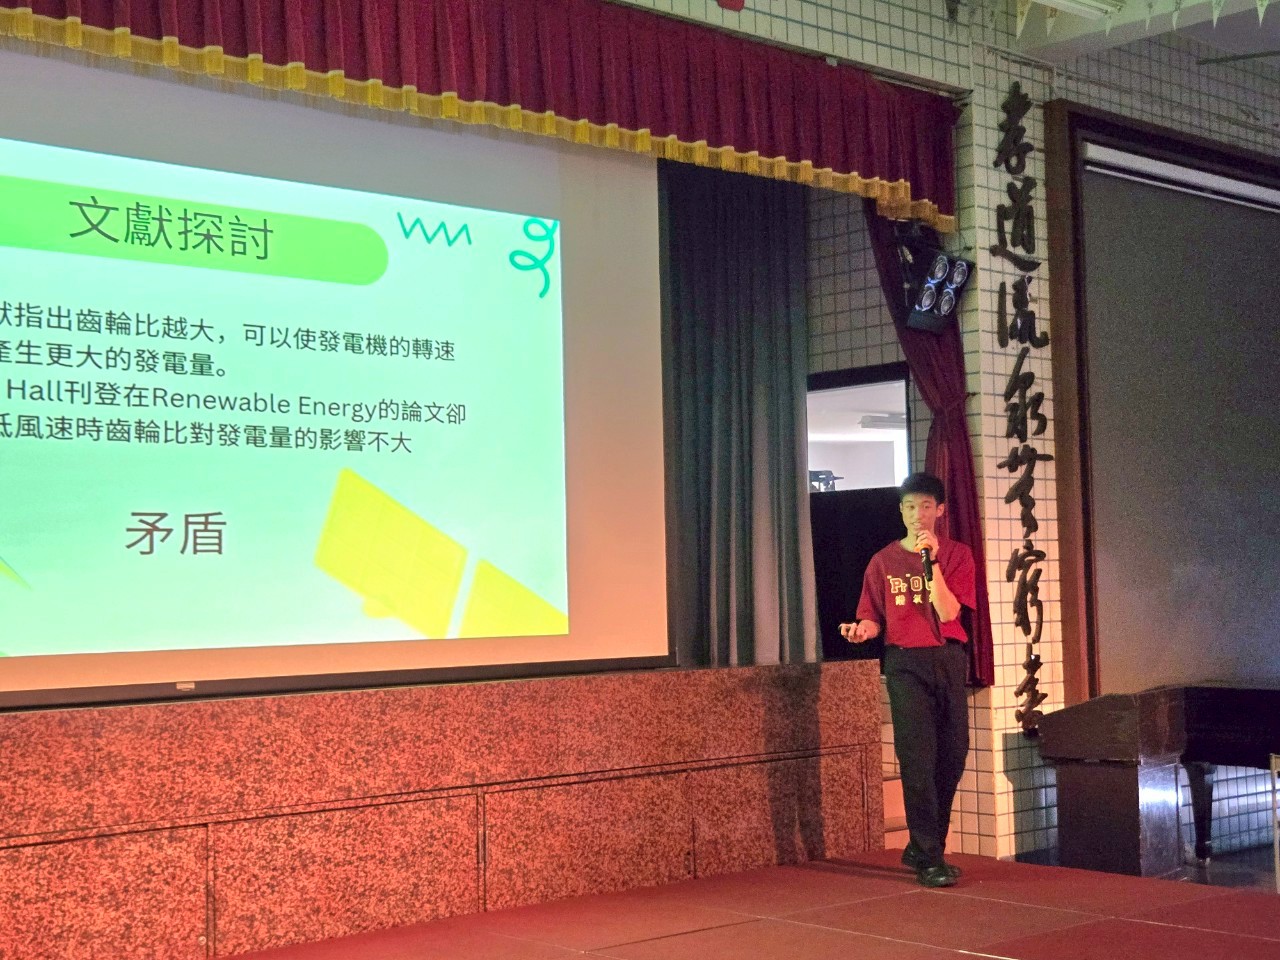 文獻探討
獻指出齒輪比越大，可以使發電機的轉速
產生更大的發電量。
Hall刊登在Renewable Energy的論文卻
低風速時齒輪比對發電量的影響不大
矛盾
孝道流泉